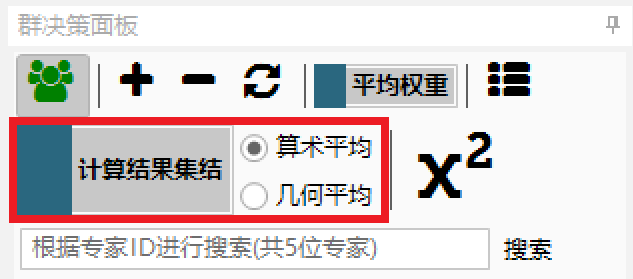 群决策面板
平均权重
计算结果集结
算术平均
几何平均
x²
根据专家ID进行搜索(共5位专家)
搜索